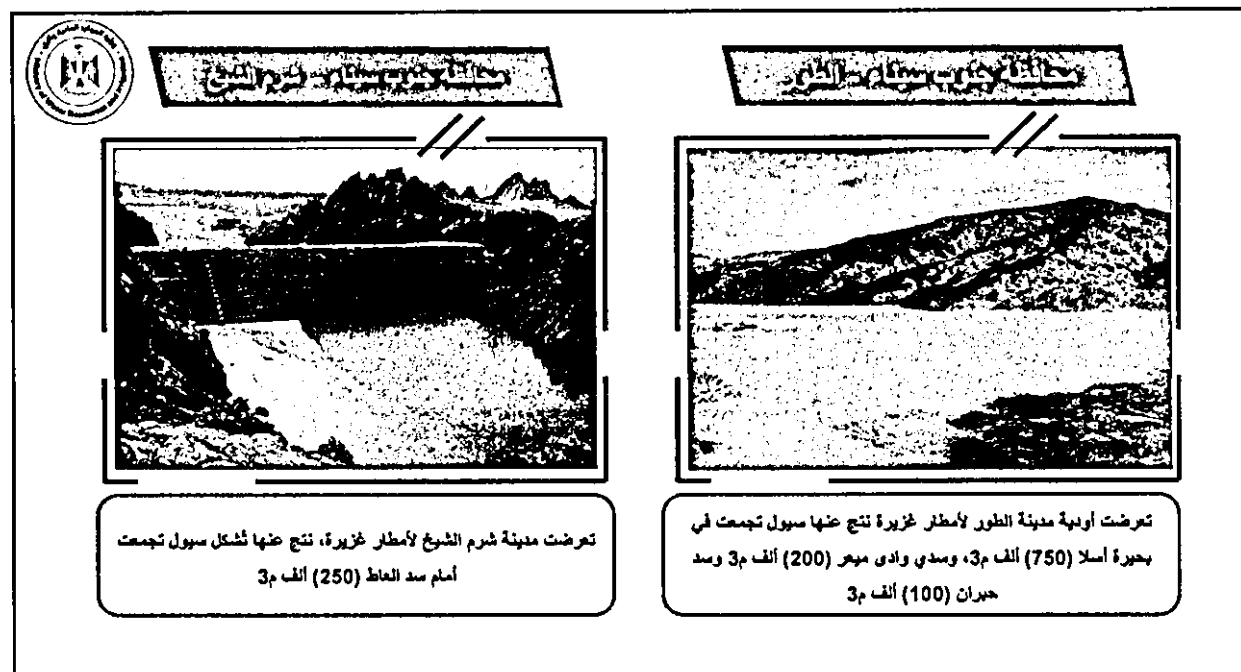 محافظة جنوب سيناء - الطور
تعرضت أودية مدينة الطور لأمطار غزيرة نتج عنها سيول تجمعت في
بحيرة أسلا (750) ألف م3، وسدي وادى ميعر (200) ألف م3 وسد
حبران (100) ألف م3
محافظة جنوب سيناء - شرم الشيخ
تعرضت مدينة شرم الشيخ لأمطار غزيرة، نتج عنها تُشكل سيول تجمعت
أمام سد العاط (250) ألف م3